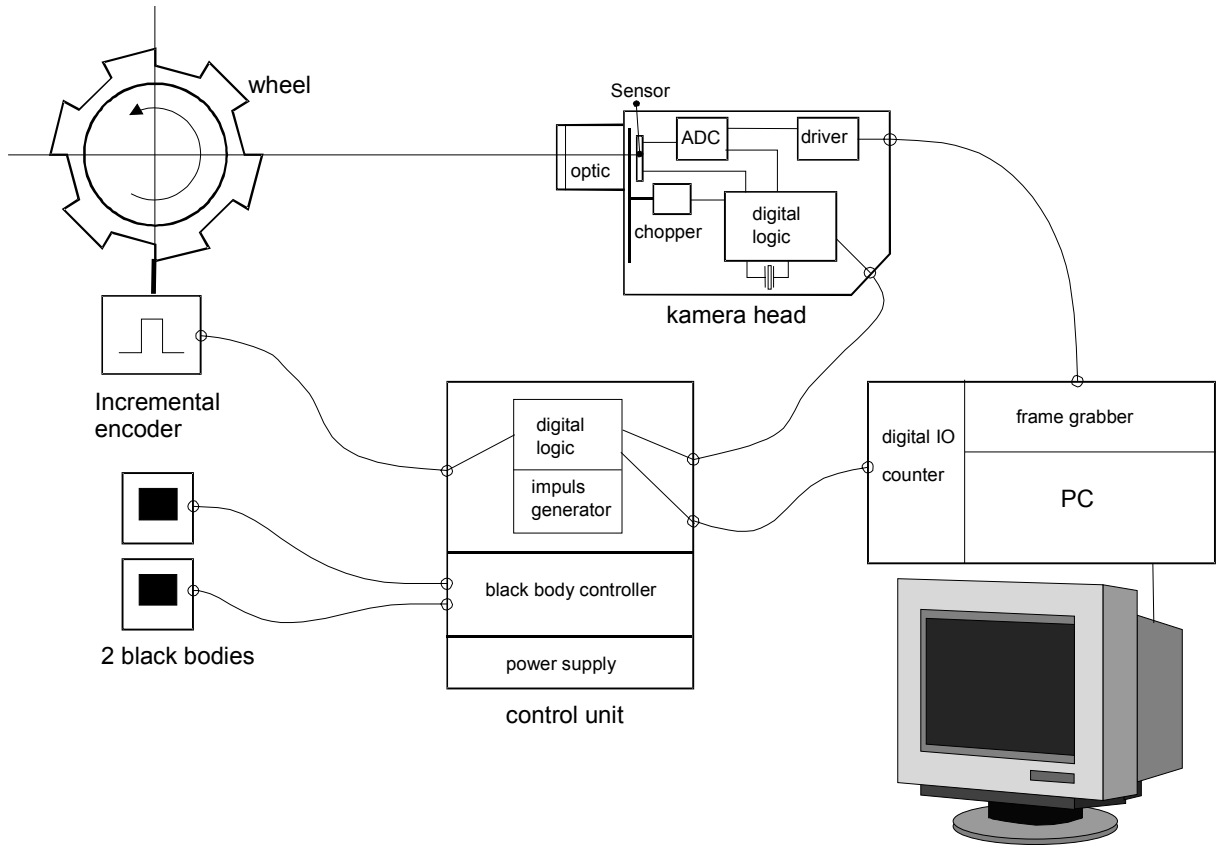 wheel
Sensor
ADC
driver
optic
chopper
digital
logic
kamera head
Incremental
encoder
digital
logic
impuls
generator
frame grabber
digital IO
counter
PC
black body controller
2 black bodies
power supply
control unit